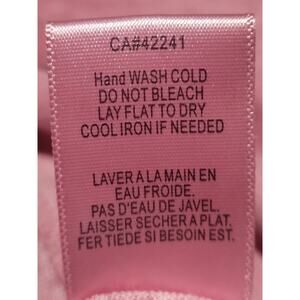 CA#42241
Hand WASH COLD
DO NOT BLEACH
LAY FLAT TO DRY
COOL IRON IF NEEDED
LAVER A LA MAIN EN
EAU FROIDE.
PAS D'EAU DE JAVEL.
LAISSER SECHER A PLAT.
FER TIEDE SI BESOIN EST.